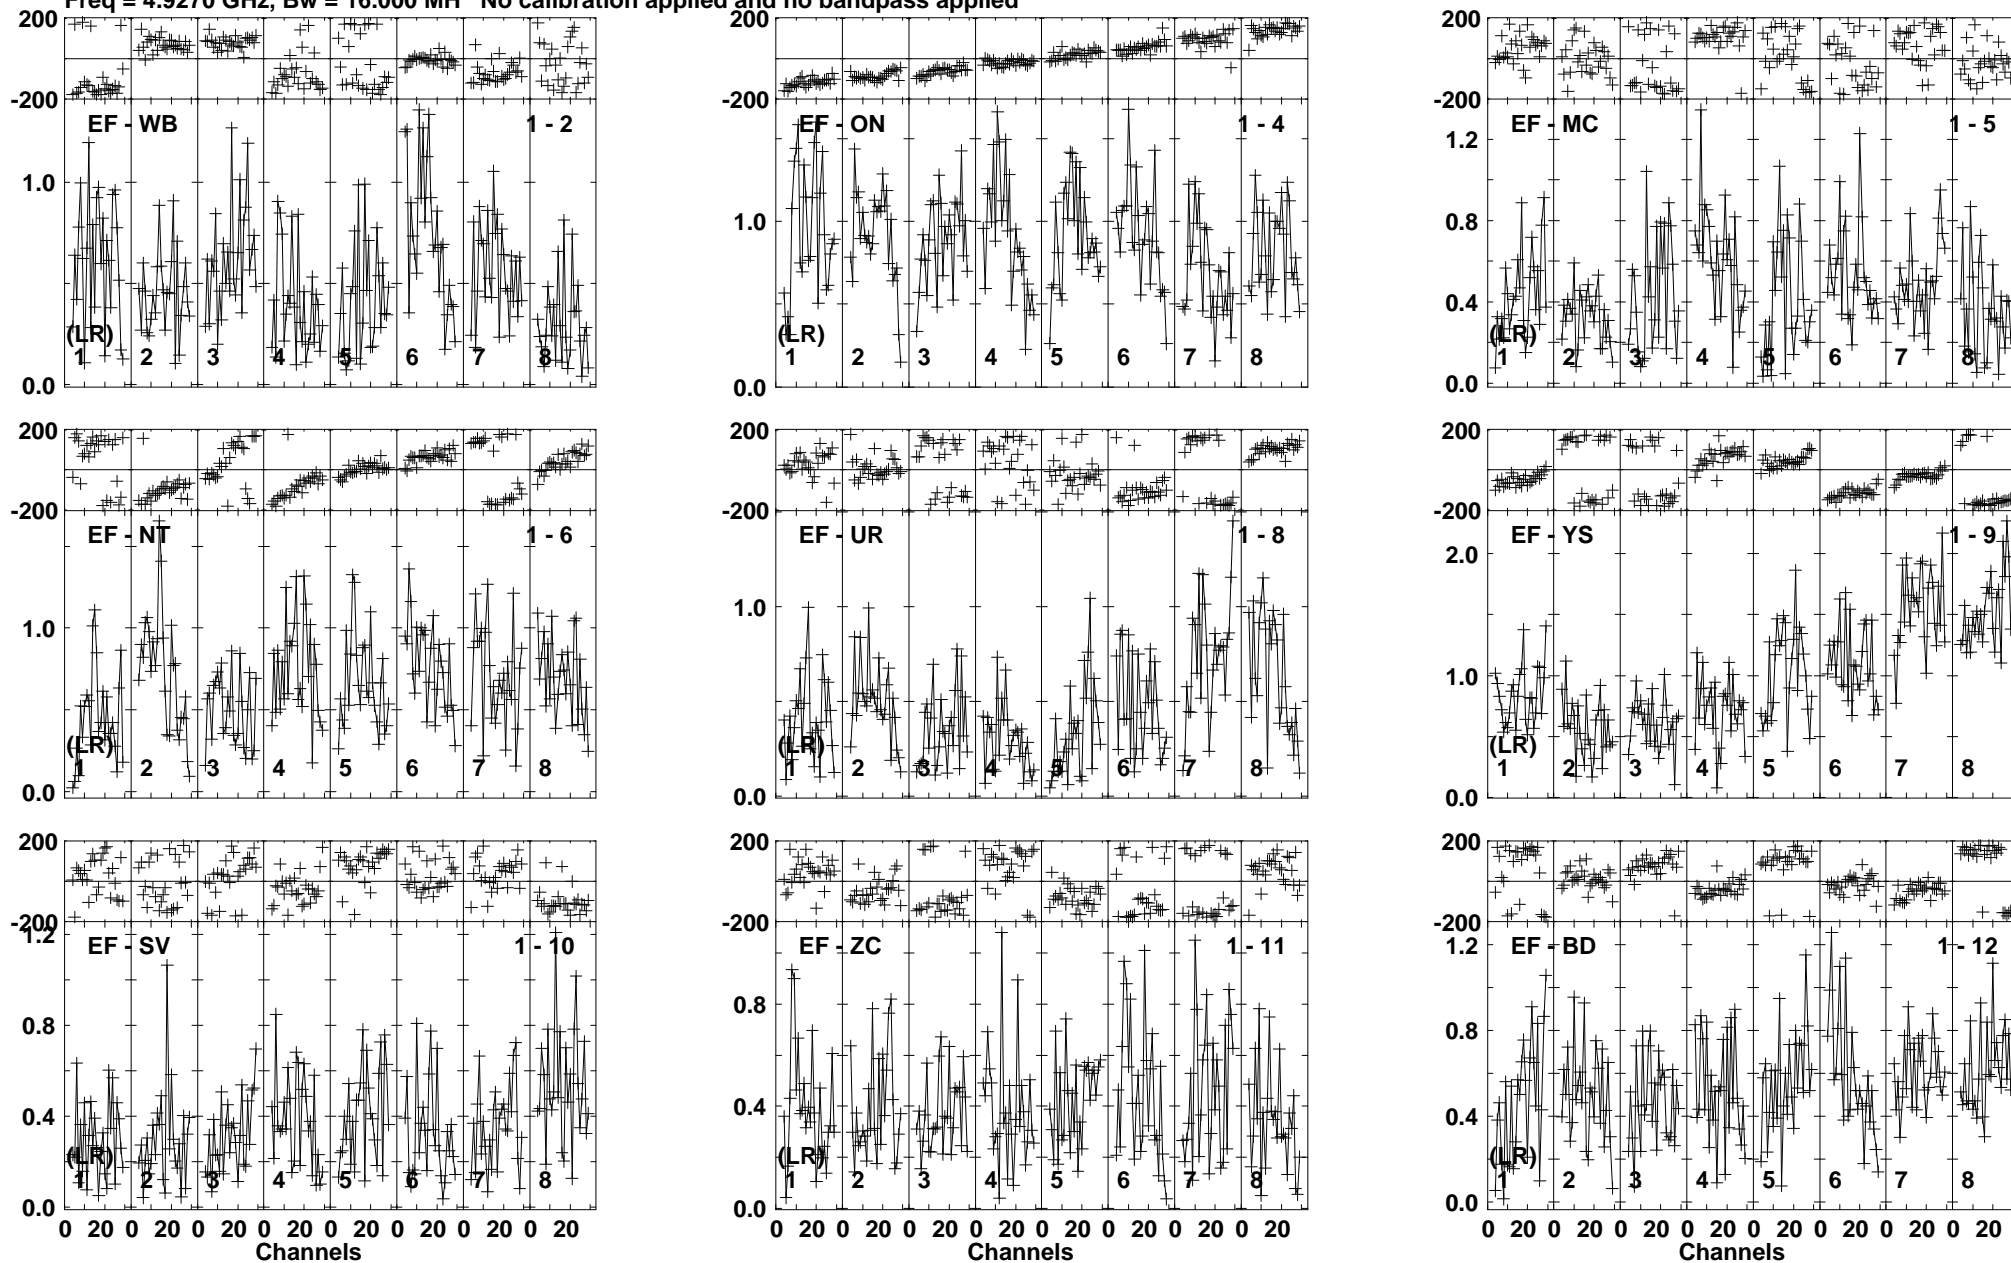 Freq = 4.9270 GHz, Bw = 16.000 MH No calibration applied and no bandpass applied
200 200 200
-200 -200 -200
EF - WB 1 - 2 EF - ON 1 - 4 EF - MC 1 - 5
1.2
1.0 1.0 0.8
0.4
(LR) (LR) (LR)
1 2 3 4 5 6 7 8 1 2 3 4 5 6 7 8 1 2 3 4 5 6 7 8
0.0 0.0 0.0
200 200 200
-200 -200 -200
EF - NT 1 - 6 EF - UR 1 - 8 EF - YS 1 - 9
2.0
1.0 1.0 1.0
(LR) (LR) (LR)
1 2 3 4 5 6 7 8 1 2 3 4 5 6 7 8 1 2 3 4 5 6 7 8
0.0 0.0 0.0
200 200 200
-200 -200 -200
1.2 EF - SV 1 - 10 EF - ZC 1 - 11 1.2 EF - BD 1 - 12
0.8 0.8 0.8
0.4 0.4 0.4
(LR) (LR) (LR)
1 2 3 4 5 6 7 8 1 2 3 4 5 6 7 8 1 2 3 4 5 6 7 8
0.0 0.0 0.0
0 20 0 20 0 20 0 20 0 20 0 20 0 20 0 20 0 20 0 20 0 20 0 20 0 20 0 20 0 20 0 20 0 20 0 20 0 20 0 20 0 20 0 20 0 20 0 20
Channels Channels